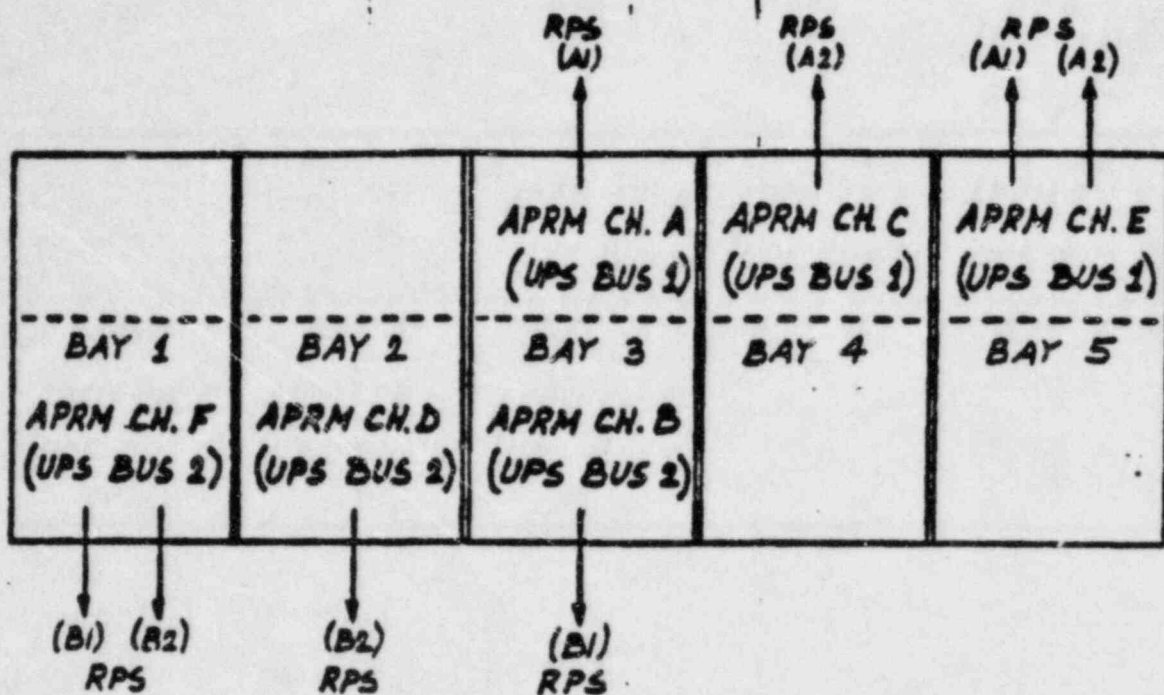 RPS
(A1)
RPS
(A2)
RPS
(A1) (A2)
APRM CH. A
(UPS BUS 1)
APRM CH. C
(UPS BUS 1)
APRM CH. E
(UPS BUS 1)
BAY 1
BAY 2
BAY 3
BAY 4
BAY 5
APRM CH. F
(UPS BUS 2)
APRM CH. D
(UPS BUS 2)
APRM CH. B
(UPS BUS 2)
(B1) (B2)
RPS
(B2)
RPS
(B1)
RPS